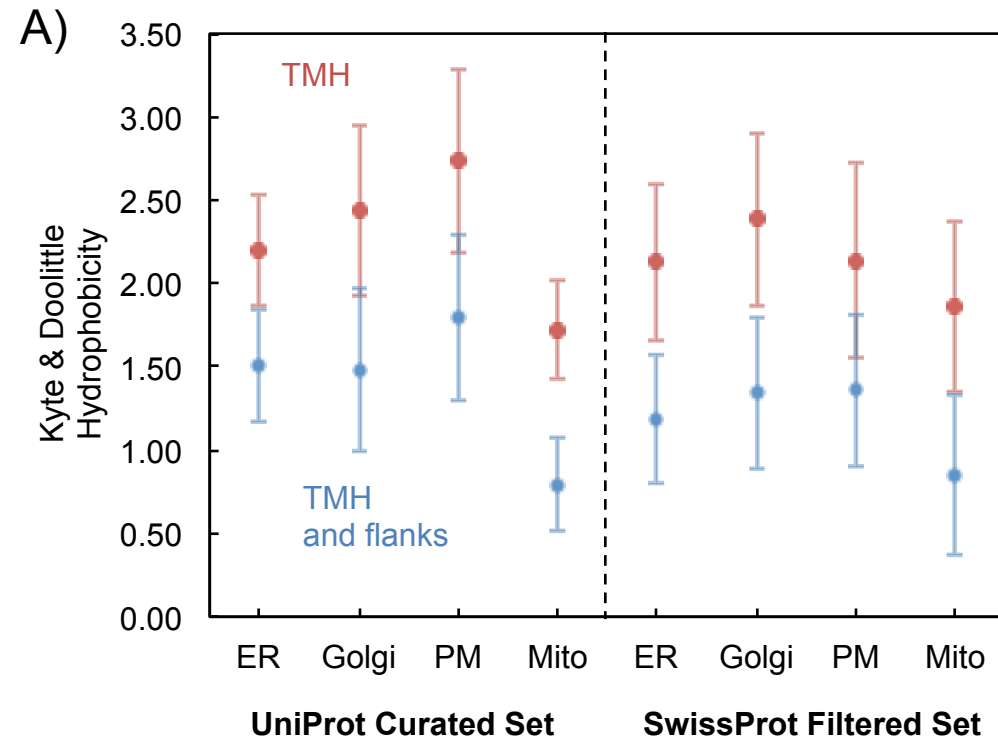 A)
3.50
3.00
2.50
2.00
1.50
1.00
0.50
0.00
Kyte & Doolittle
Hydrophobicity
TMH
TMH
and flanks
ER Golgi PM Mito ER Golgi PM Mito
UniProt Curated Set SwissProt Filtered Set